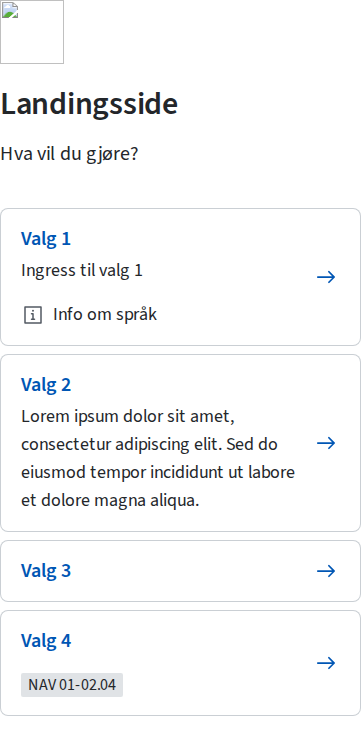 Landingsside
Hva vil du gjøre?
Valg 1
Ingress til valg 1
Info om språk
Valg 2
Lorem ipsum dolor sit amet,
consectetur adipiscing elit. Sed do
eiusmod tempor incididunt ut labore
et dolore magna aliqua.
Valg 3
Valg 4
NAV 01-02.04